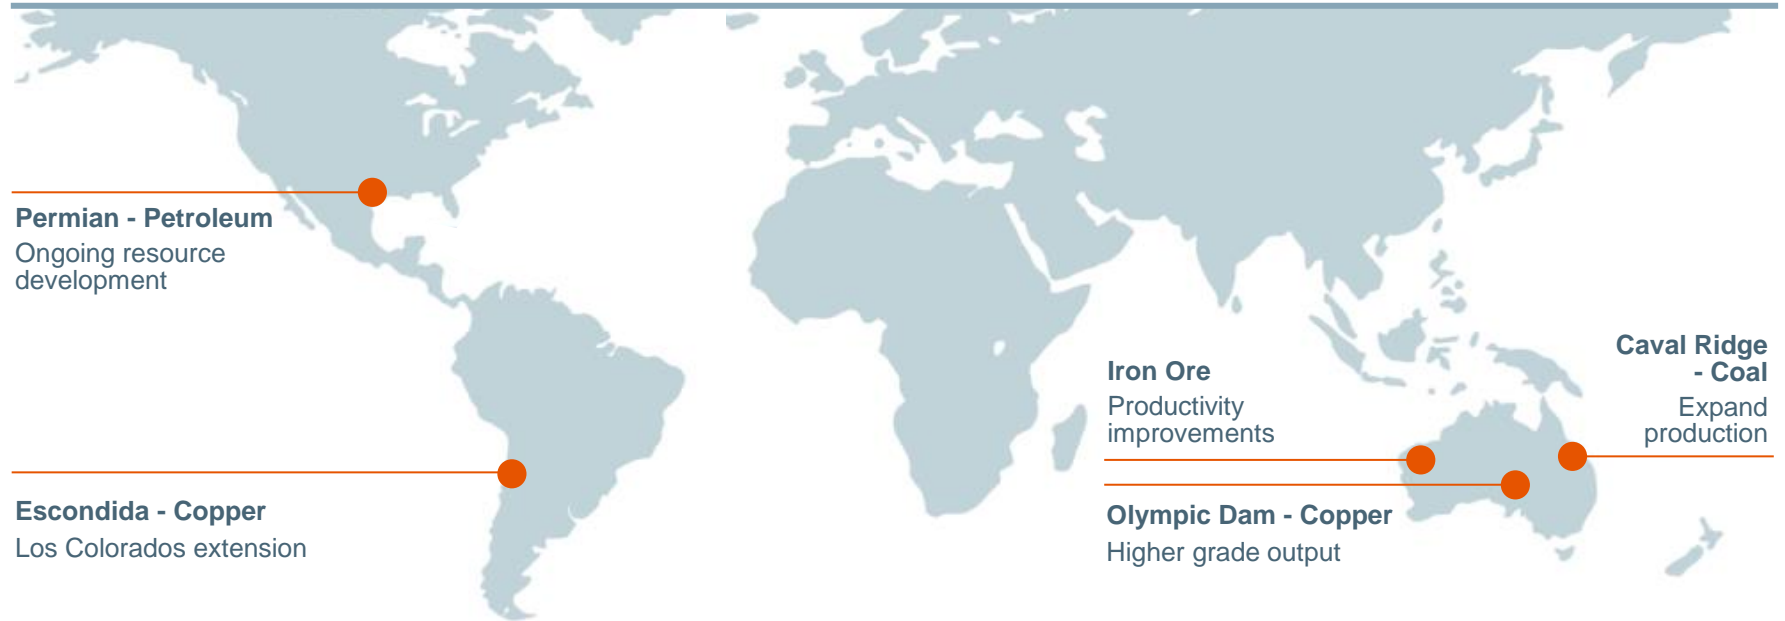 Permian - Petroleum
Ongoing resource
development
Escondida - Copper
Los Colorados extension
Iron Ore
Productivity
improvements
Olympic Dam - Copper
Higher grade output
Caval Ridge
- Coal
Expand
production